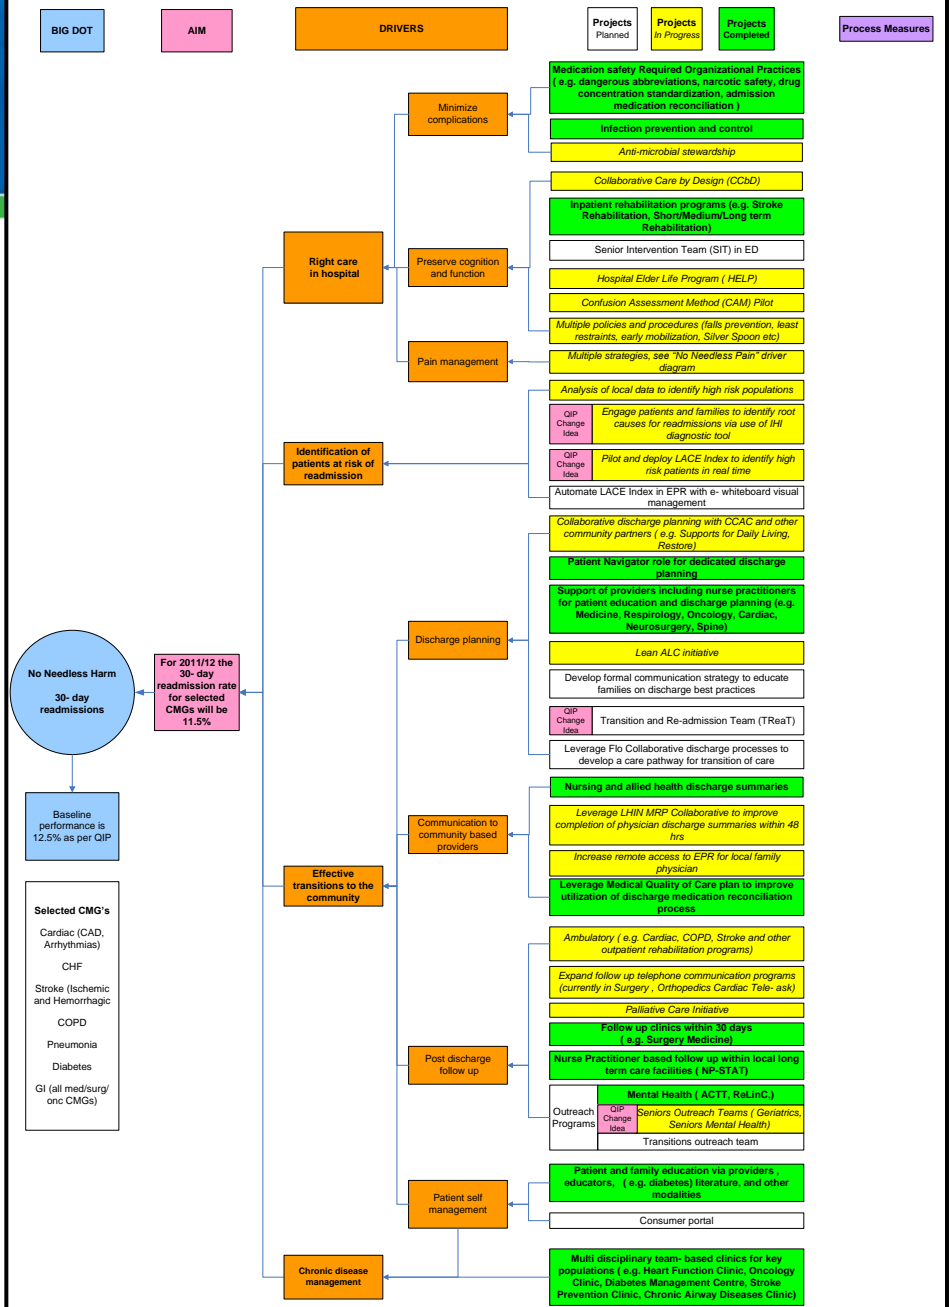 BIG DOT
AIM
DRIVERS
Projects
Planned
Projects
In Progress
Projects
Completed
Process Measures
Medication safety Required Organizational Practices
( e.g. dangerous abbreviations, narcotic safety, drug
concentration standardization, admission
medication reconciliation )
Minimize
complications
Infection prevention and control
Anti-microbial stewardship
Collaborative Care by Design (CCbD)
Inpatient rehabilitation programs (e.g. Stroke
Rehabilitation, Short/Medium/Long term
Rehabilitation)
Right care
in hospital
Preserve cognition
and function
Senior Intervention Team (SIT) in ED
Hospital Elder Life Program ( HELP)
Confusion Assessment Method (CAM) Pilot
Multiple policies and procedures (falls prevention, least
restraints, early mobilization, Silver Spoon etc)
Pain management
Multiple strategies, see "No Needless Pain" driver
diagram
Analysis of local data to identify high risk populations
QIP
Change
Idea
Engage patients and families to identify root
causes for readmissions via use of IHI
diagnostic tool
Identification of
patients at risk of
readmission
QIP
Change
Idea
Pilot and deploy LACE Index to identify high
risk patients in real time
Automate LACE Index in EPR with e- whiteboard visual
management
Collaborative discharge planning with CCAC and other
community partners ( e.g. Supports for Daily Living,
Restore)
Patient Navigator role for dedicated discharge
planning
Support of providers including nurse practitioners
for patient education and discharge planning (e.g.
Medicine, Respirology, Oncology, Cardiac,
Neurosurgery, Spine)
Discharge planning
Lean ALC initiative
Develop formal communication strategy to educate
families on discharge best practices
QIP
Change
Idea
Transition and Re-admission Team (TReaT)
Leverage Flo Collaborative discharge processes to
develop a care pathway for transition of care
No Needless Harm
30- day
readmissions
For 2011/12 the
30- day
readmission rate
for selected
CMGs will be
11.5%
Baseline
performance is
12.5% as per QIP
Nursing and allied health discharge summaries
Communication to
community based
providers
Leverage LHIN MRP Collaborative to improve
completion of physician discharge summaries within 48
hrs
Increase remote access to EPR for local family
physician
Effective
transitions to the
community
Leverage Medical Quality of Care plan to improve
utilization of discharge medication reconciliation
process
Selected CMG's
Cardiac (CAD,
Arrhythmias)
CHF
Stroke (Ischemic
and Hemorrhagic
COPD
Pneumonia
Diabetes
GI (all med/surg/
onc CMGs)
Ambulatory ( e.g. Cardiac, COPD, Stroke and other
outpatient rehabilitation programs)
Expand follow up telephone communication programs
(currently in Surgery , Orthopedics Cardiac Tele- ask)
Palliative Care Initiative
Follow up clinics within 30 days
( e.g. Surgery Medicine)
Post discharge
follow up
Nurse Practitioner based follow up within local long
term care facilities ( NP-STAT)
Outreach
Programs
Mental Health ( ACTT, ReLinC,)
QIP
Change
Idea
Seniors Outreach Teams ( Geriatrics,
Seniors Mental Health)
Transitions outreach team
Patient self
management
Patient and family education via providers ,
educators, ( e.g. diabetes) literature, and other
modalities
Consumer portal
Chronic disease
management
Multi disciplinary team- based clinics for key
populations ( e.g. Heart Function Clinic, Oncology
Clinic, Diabetes Management Centre, Stroke
Prevention Clinic, Chronic Airway Diseases Clinic)